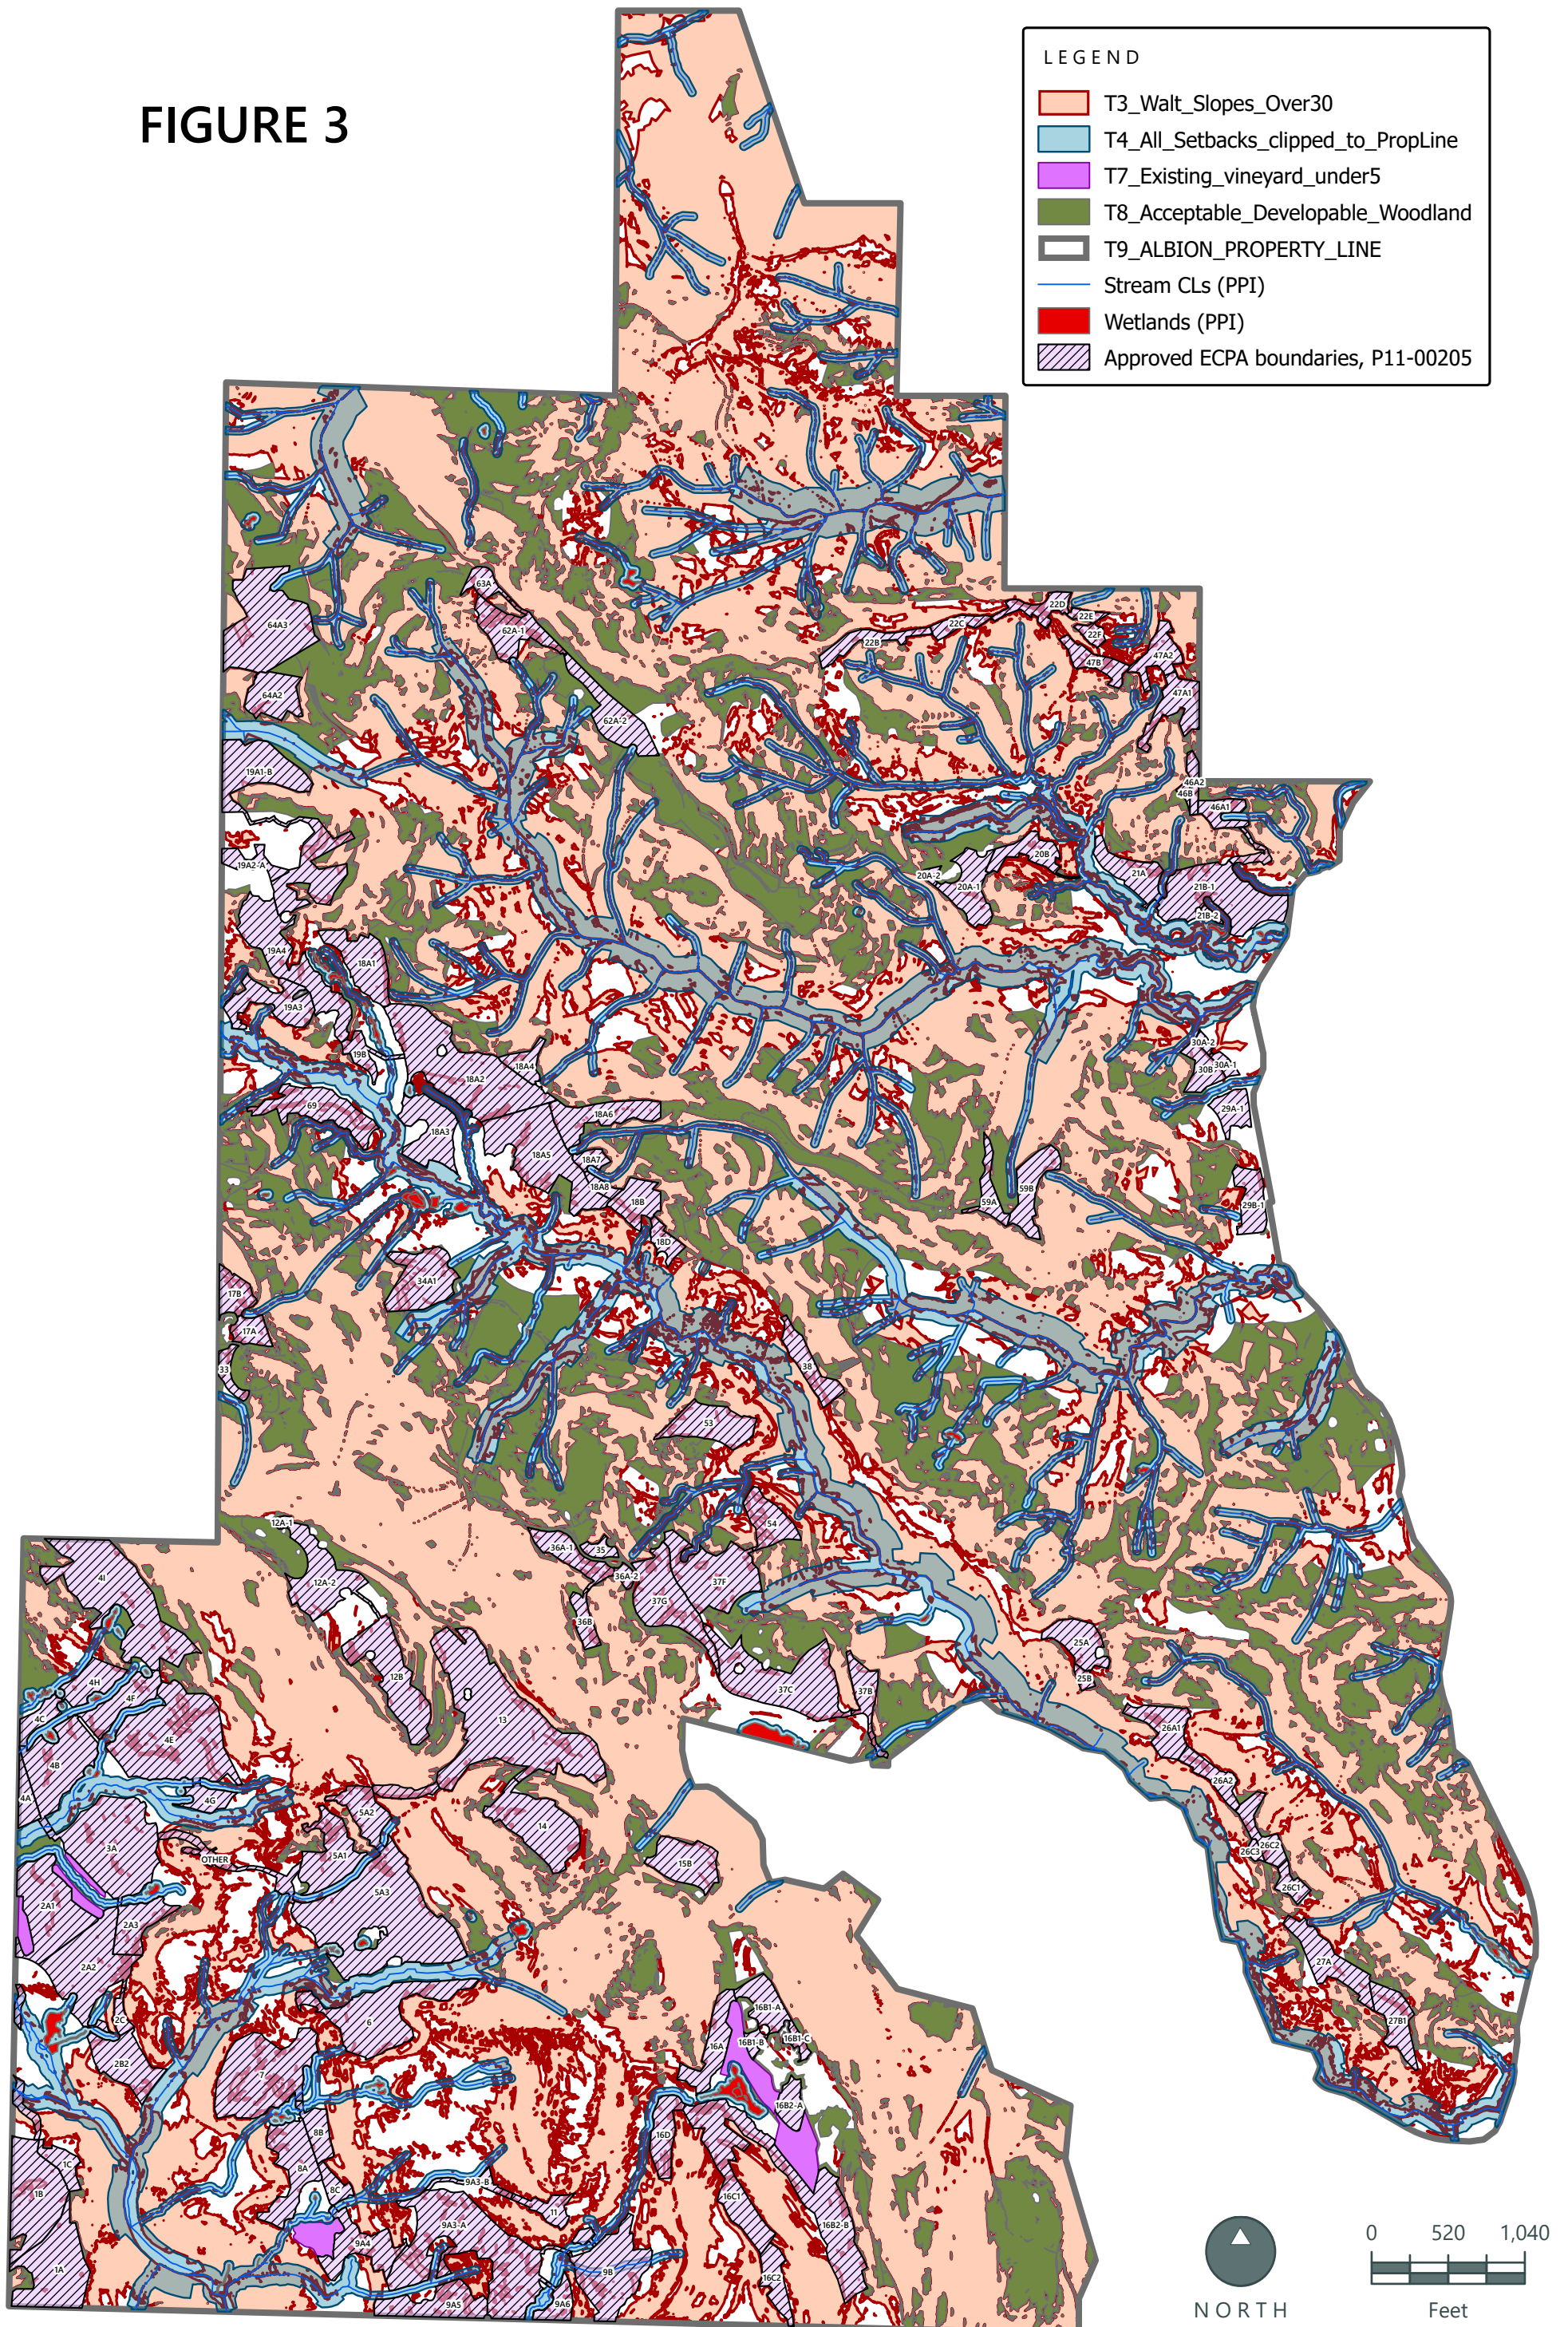 FIGURE 3
LEGEND
T3_Walt_Slopes_Over30
T4_All_Setbacks_clipped_to_PropLine
T7_Existing_vineyard_under5
T8_Acceptable_Developable_Woodland
T9_ALBION_PROPERTY_LINE
Stream CLs (PPI)
Wetlands (PPI)
Approved ECPA boundaries, P11-00205
63A
22D
22E
64A3
62A-1
22C
22F
22B
47A2
47B
64A2
47A1
62A-2
19A1-B
46A2
46B
46A1
20B
19A2-A
20A-2
21A
20A-1
21B-1
21B-2
19A4
18A1
19A3
30A-2
19B
18A4
30A-1
30B
18A2
69
18A6
29A-1
18A3
18A5
18A7
18A8
59B
18B
59A
29B-1
18D
34A1
17B
17A
38
33
53
12A-1
54
36A-1
35
4I
36A-2
12A-2
37F
37G
36B
25A
12B
25B
4H
37C
37B
4F
4C
13
26A1
4E
4B
26A2
4A
4G
5A2
14
3A
26C2
5A1
26C3
OTHER
15B
5A3
26C1
2A1
2A3
27A
2A2
16B1-A
2C
6
27B1
16B1-C
16A
16B1-B
2B2
7
16B2-A
8B
16D
1C
8A
9A3-B
8C
1B
16C1
11
9A3-A
16B2-B
9A4
1A
9B
16C2
9A5
9A6
NORTH
0 520 1,040
Feet